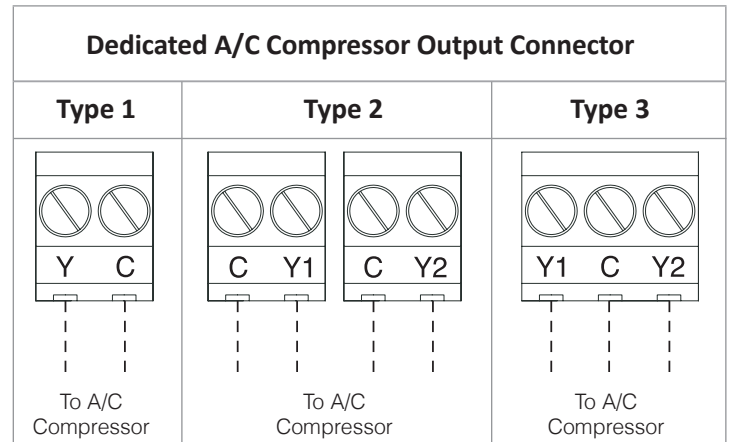 Dedicated A/C Compressor Output Connector
Type 1 Type 2 Type 3
Y C C Y1 C Y2 Y1 C Y2
To A/C To A/C To A/C
Compressor Compressor Compressor